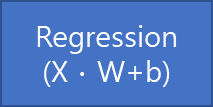 Regression
(X · W+b)